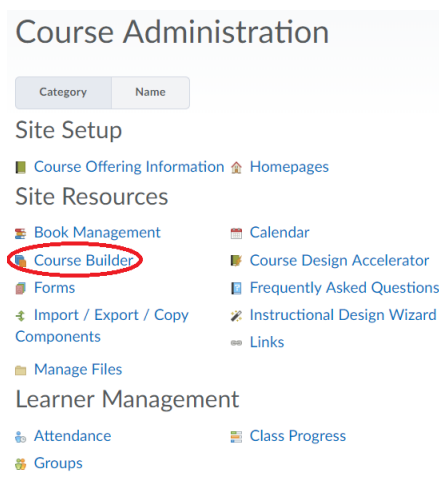 Course Administration
Category Name
Site Setup
Course Offering Information Homepages
Site Resources
Book Management Calendar
Course Builder Course Design Accelerator
Forms Frequently Asked Questions
Import / Export / Copy Instructional Design Wizard
Components
Links
Manage Files
Learner Management
Attendance Class Progress
Groups